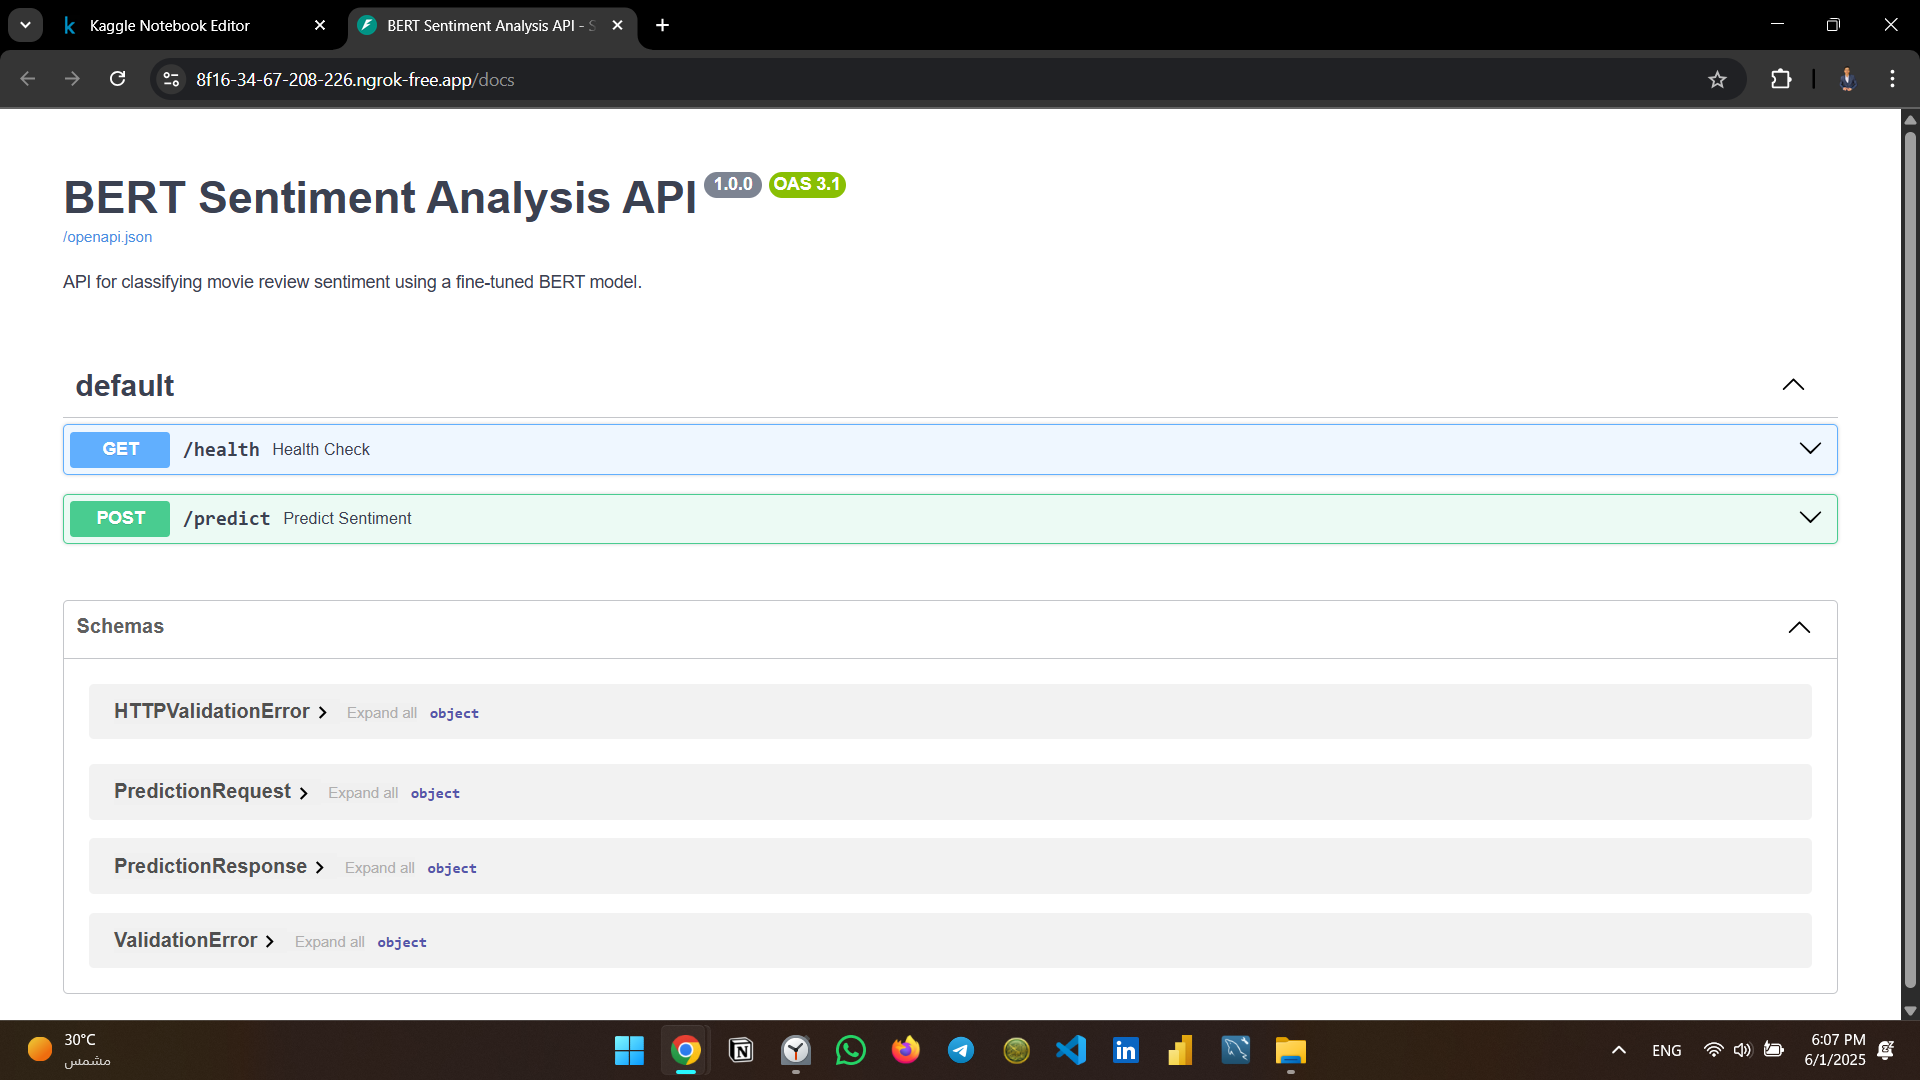 Kaggle Notebook Editor
BERT Sentiment Analysis API - S
8f16-34-67-208-226.ngrok-free.app/docs
BERT Sentiment Analysis API 1.0.0 OAS 3.1
/openapi.json
API for classifying movie review sentiment using a fine-tuned BERT model.
default
GET /health Health Check
POST /predict Predict Sentiment
Schemas
HTTPValidationError Expand all object
PredictionRequest Expand all object
PredictionResponse Expand all object
ValidationError Expand all object
30°C
مشمس
ENG
6:07 PM
6/1/2025